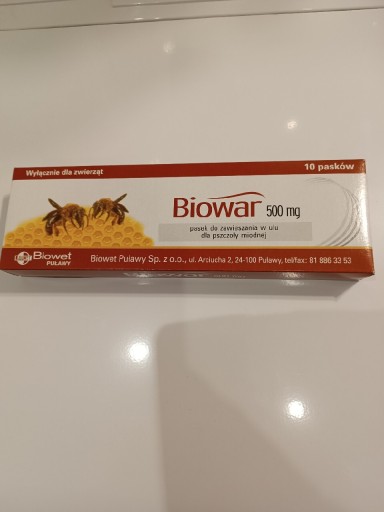 Wyłącznie dla zwierząt
10 pasków
Biowar 500 mg
pasek do zawieszania w ulu
dla pszczoły miodnej
Biowet
PUŁAWY
Biowet Puławy Sp. z o.o., ul. Arciucha 2, 24-100 Puławy, tel/fax: 81 886 33 53